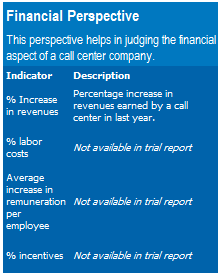 Financial Perspective
This perspective helps in judging the financial
aspect of a call center company.
Indicator Description
% Increase
in revenues
Percentage increase in
revenues earned by a call
center in last year.
% labor
costs
Not available in trial report
Average
increase in
remuneration
per
employee
Not available in trial report
% incentives Not available in trial report